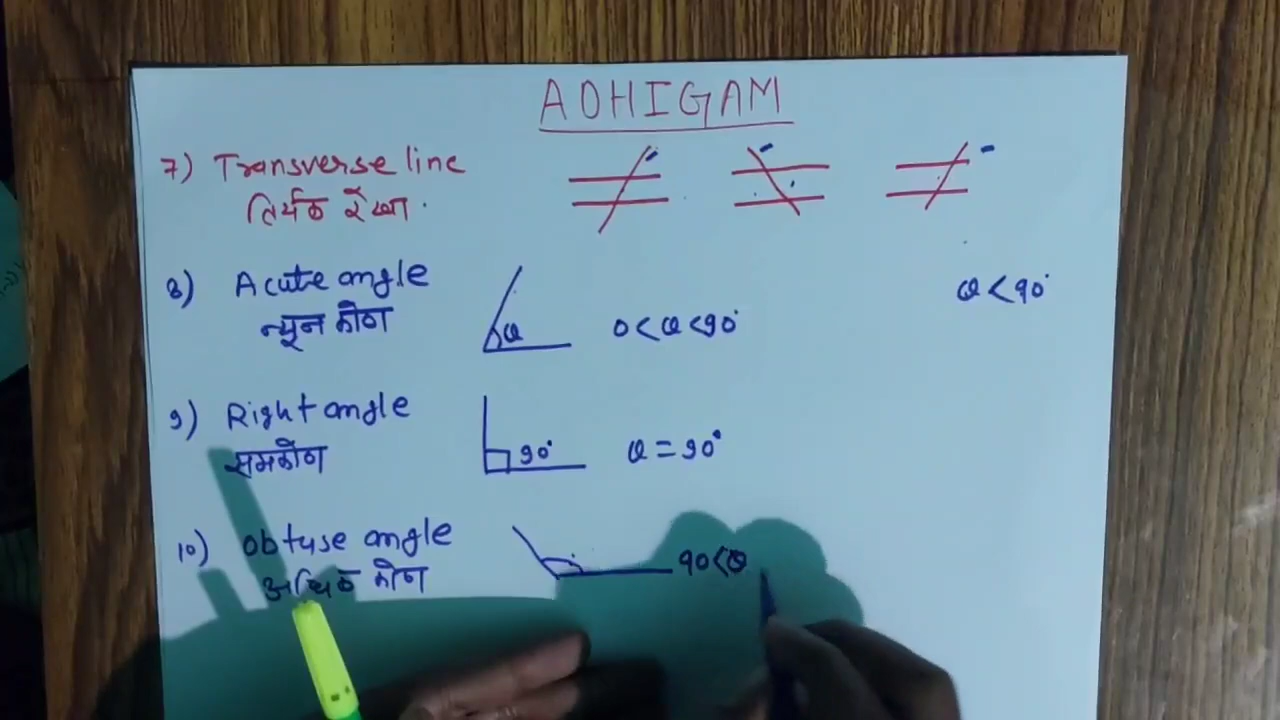 ADHIGAM
7) Transverse line
तिर्यक रेखा
8) Acute angle
θ < 90°
न्यून कोण
θ
0 < θ < 90°
9) Right angle
समकोण
90°
θ = 90°
10) Obtuse angle
90 < θ
अधिक कोण